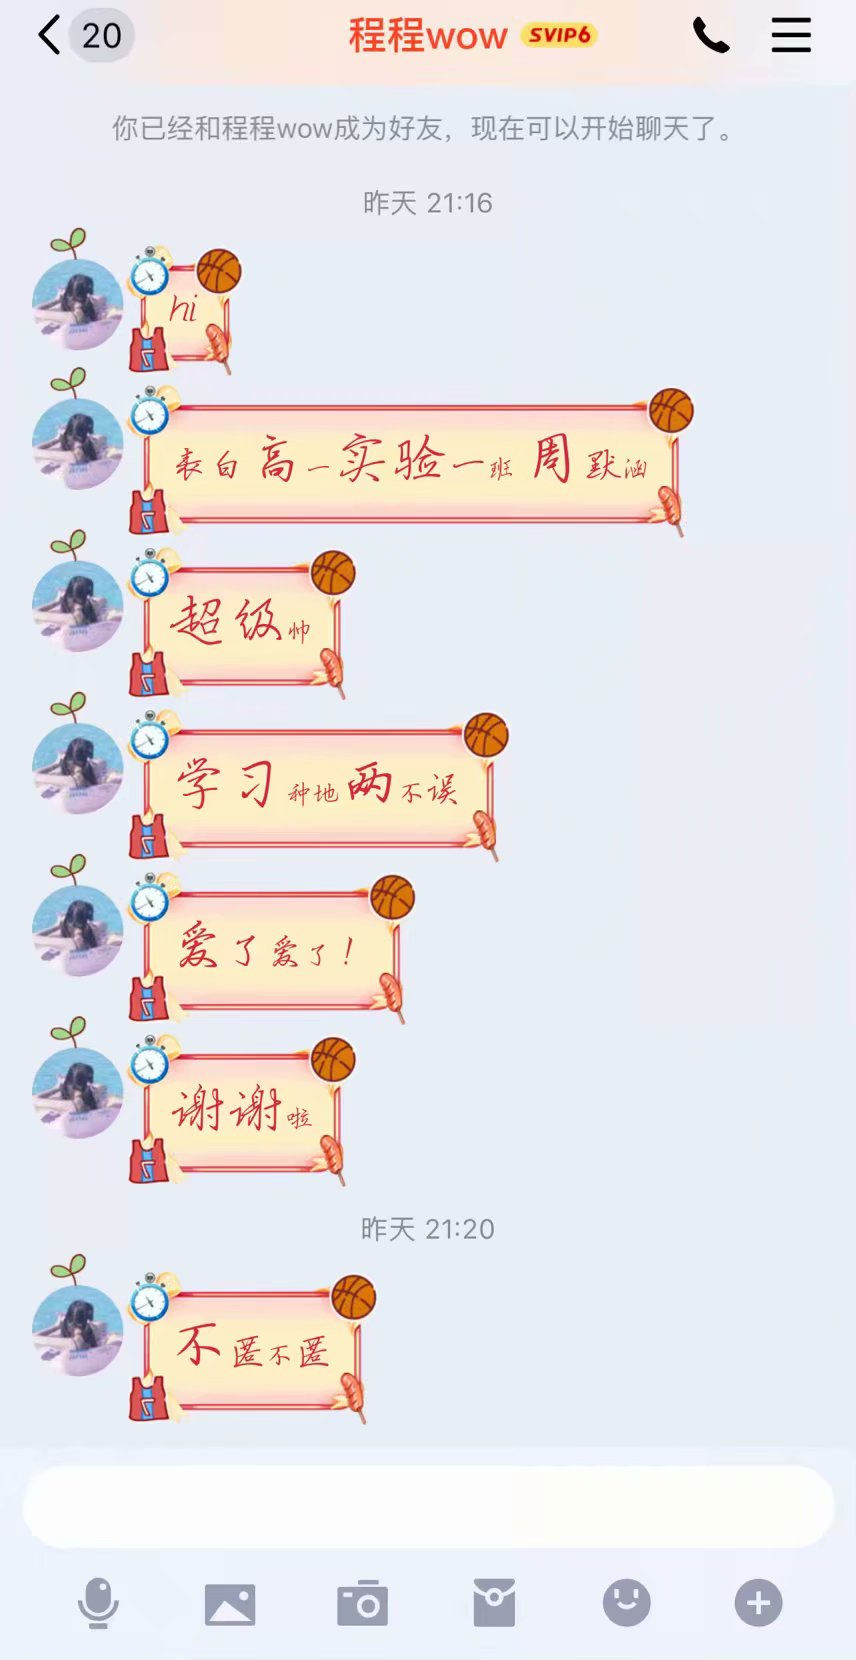 20
程程wow SVIP6
你已经和程程wow成为好友，现在可以开始聊天了。
昨天 21:16
hi
表白高一实验一班周默涵
超级帅
学习种地两不误
爱了爱了！
谢谢啦
昨天 21:20
不匿不匿